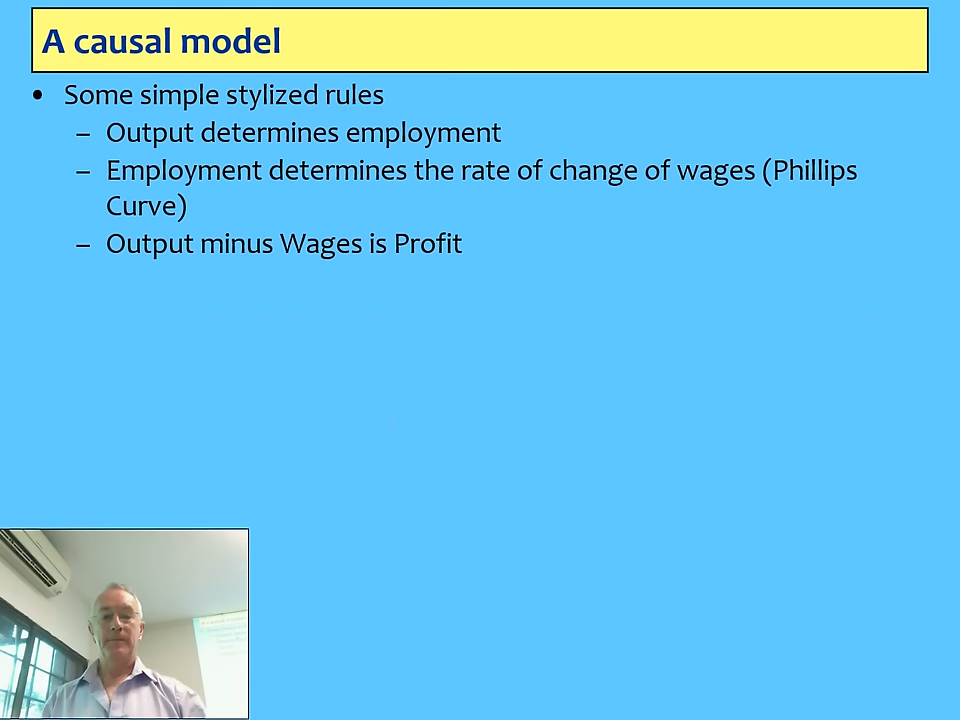 A causal model
• Some simple stylized rules
– Output determines employment
– Employment determines the rate of change of wages (Phillips
Curve)
– Output minus Wages is Profit